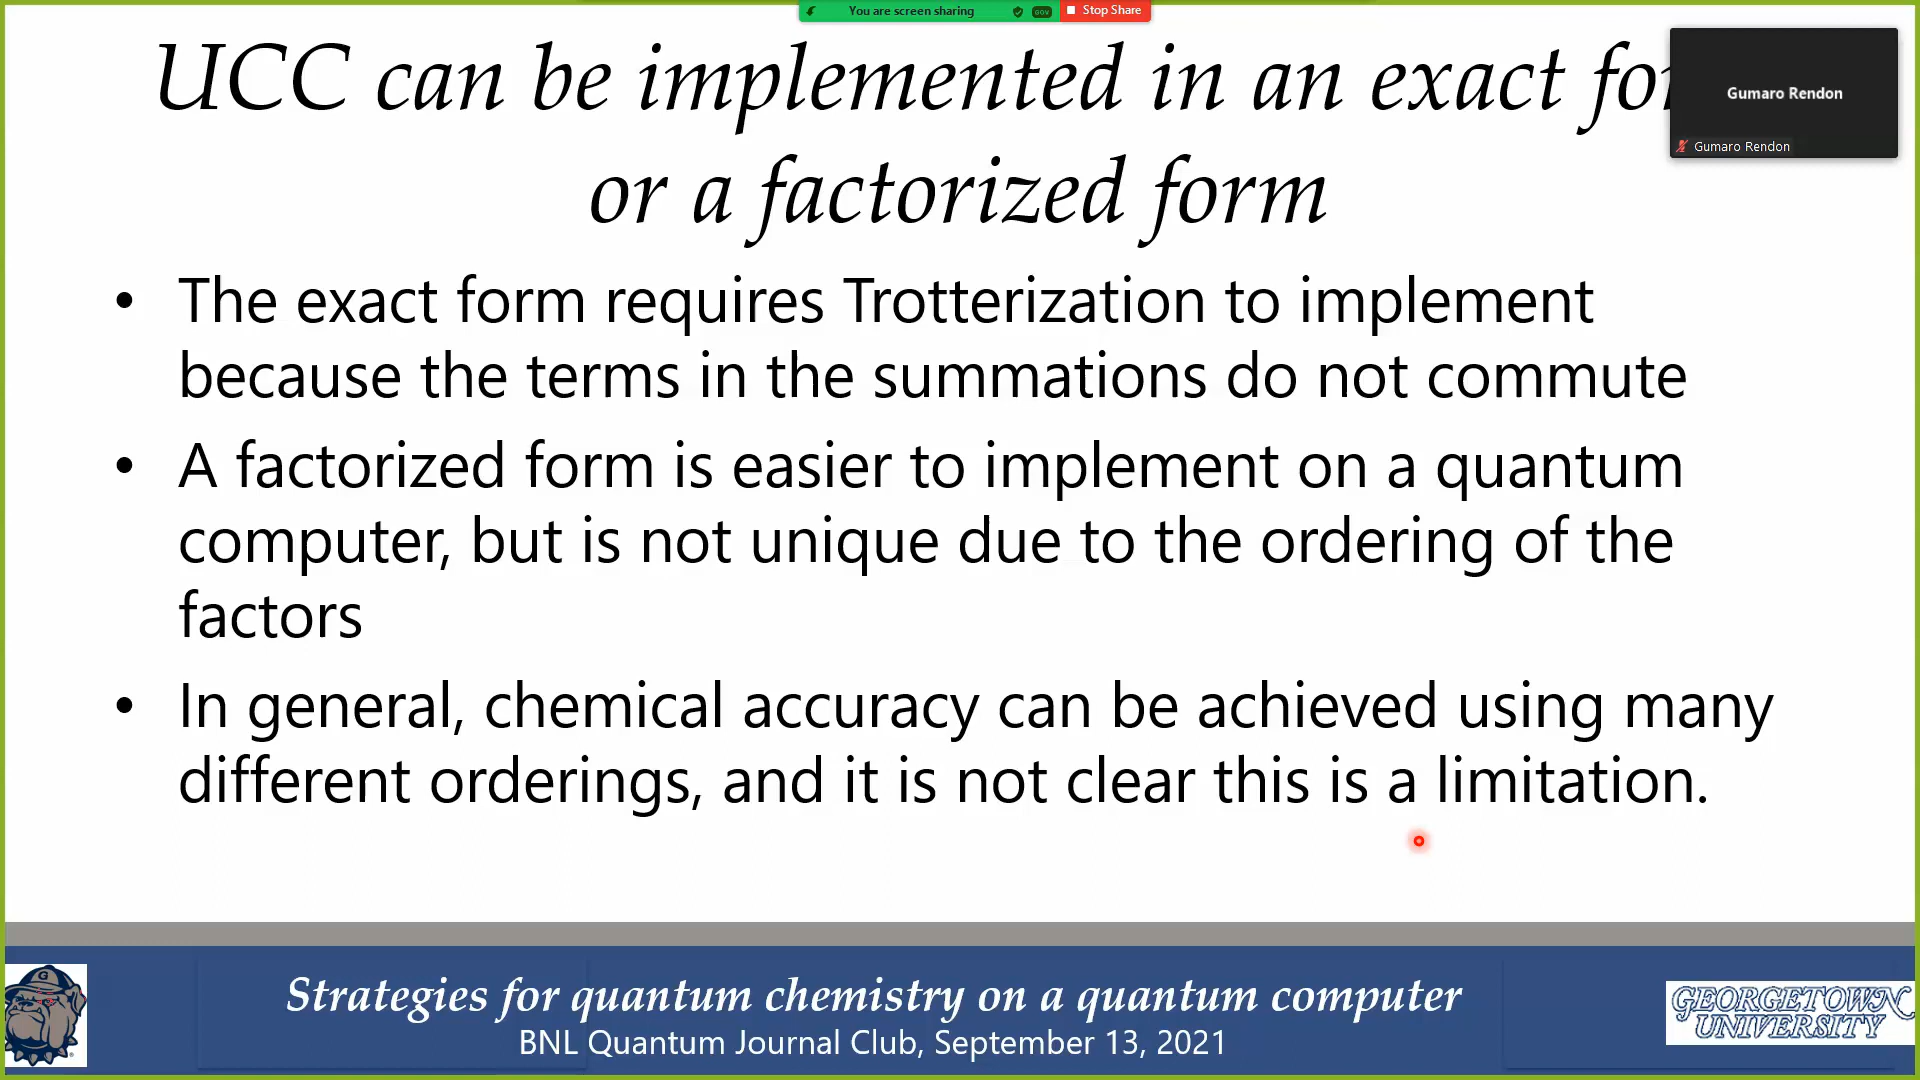 You are screen sharing
GOV
Stop Share
UCC can be implemented in an exact
or a factorized form
Gumaro Rendon
Gumaro Rendon
• The exact form requires Trotterization to implement
because the terms in the summations do not commute
• A factorized form is easier to implement on a quantum
computer, but is not unique due to the ordering of the
factors
• In general, chemical accuracy can be achieved using many
different orderings, and it is not clear this is a limitation.
G
Strategies for quantum chemistry on a quantum computer
BNL Quantum Journal Club, September 13, 2021
GEORGETOWN
UNIVERSITY